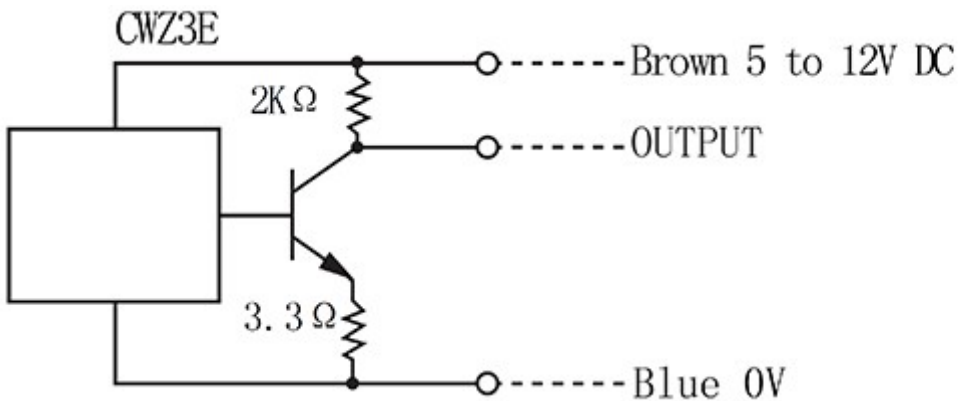 CWZ3E
Brown 5 to 12V DC
2KΩ
OUTPUT
3.3Ω
Blue 0V